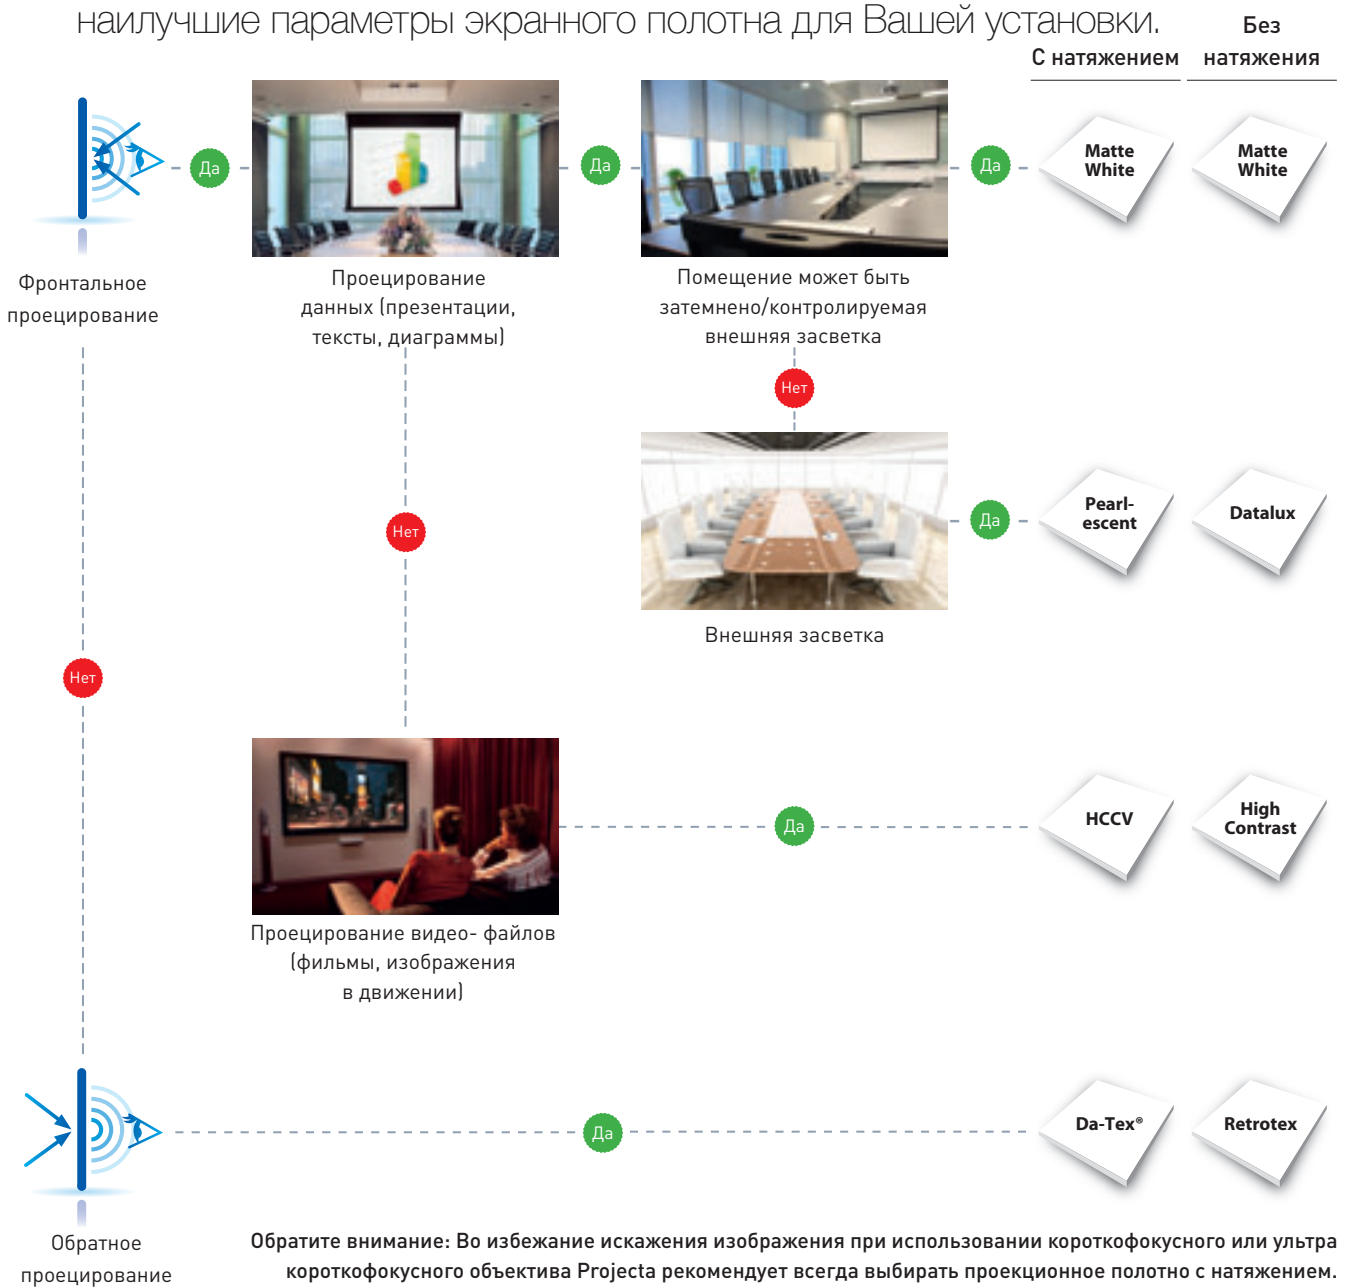 наилучшие параметры экранного полотна для Вашей установки.
С натяжением
Без
натяжения
Да
Да
Да
Matte
White
Matte
White
Фронтальное
проецирование
Проецирование
данных (презентации,
тексты, диаграммы)
Помещение может быть
затемнено/контролируемая
внешняя засветка
Нет
Нет
Да
Pearl-
escent
Datalux
Внешняя засветка
Нет
Да
HCCV
High
Contrast
Проецирование видео- файлов
(фильмы, изображения
в движении)
Да
Da-Tex®
Retrotex
Обратное
проецирование
Обратите внимание: Во избежание искажения изображения при использовании короткофокусного или ультра
короткофокусного объектива Projecta рекомендует всегда выбирать проекционное полотно с натяжением.